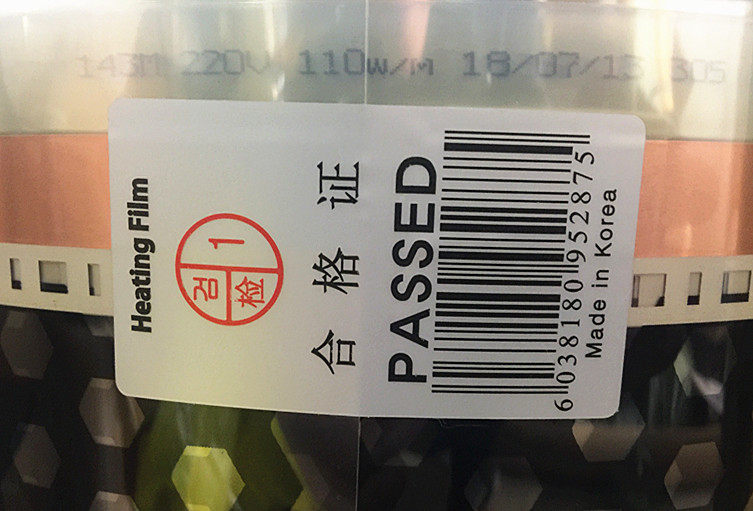 143M 220V 110w/m 18/07/13 305
Heating Film
1
검 检
合格证
PASSED
6 038180 952875
Made in Korea